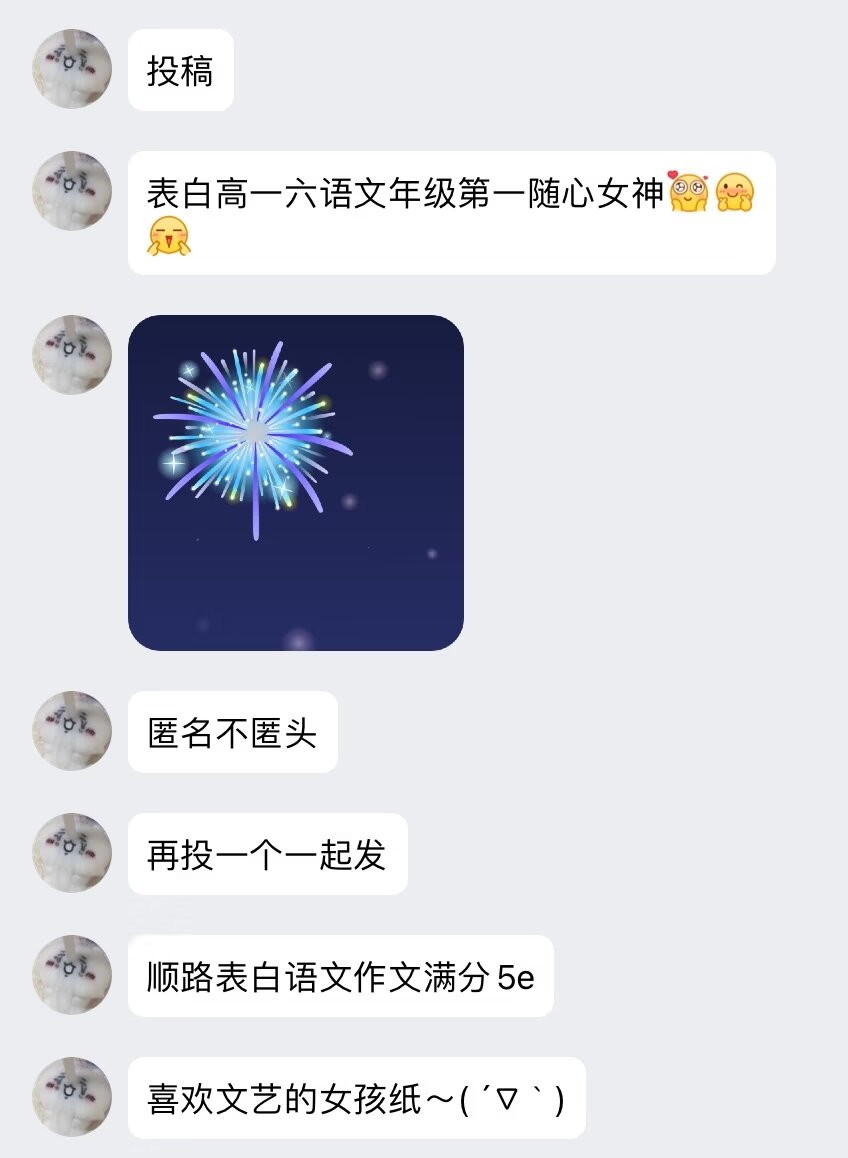 投稿
表白高一六语文年级第一随心女神
匿名不匿头
再投一个一起发
顺路表白语文作文满分5e
喜欢文艺的女孩纸～( ´∇｀)